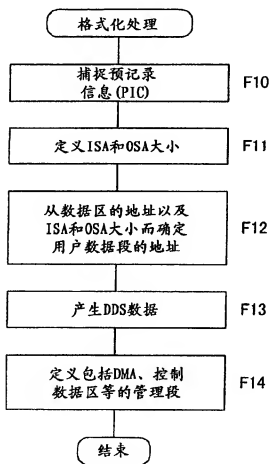 格式化处理
捕捉预记录
信息(PIC)
F10
定义ISA和OSA大小
F11
从数据区的地址以及
ISA和OSA大小而确定
用户数据段的地址
F12
产生DDS数据
F13
定义包括DMA、控制
数据区等的管理段
F14
结束